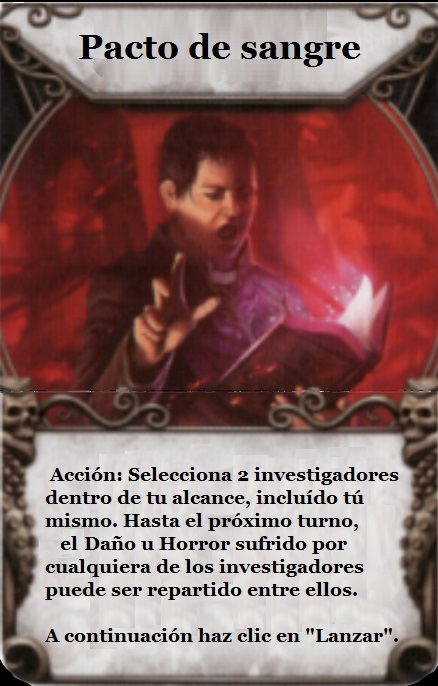 Pacto de sangre
Acción: Selecciona 2 investigadores
dentro de tu alcance, incluído tú
mismo. Hasta el próximo turno,
el Daño u Horror sufrido por
cualquiera de los investigadores
puede ser repartido entre ellos.
A continuación haz clic en "Lanzar".